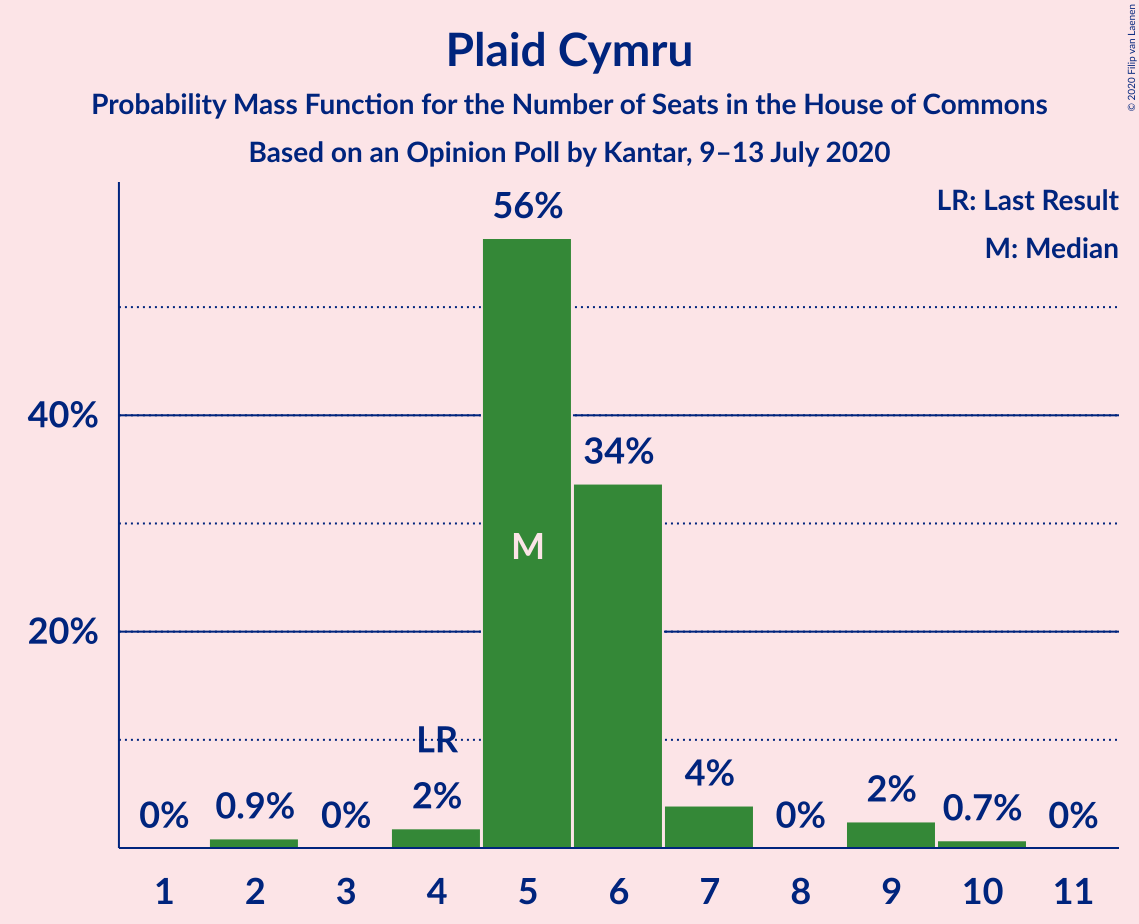 Plaid Cymru
Probability Mass Function for the Number of Seats in the House of Commons
Based on an Opinion Poll by Kantar, 9–13 July 2020
© 2020 Filip van Laenen
LR: Last Result
M: Median
56%
40%
34%
M
20%
LR
0% 0.9% 0% 2% 4% 0% 2% 0.7% 0%
1 2 3 4 5 6 7 8 9 10 11